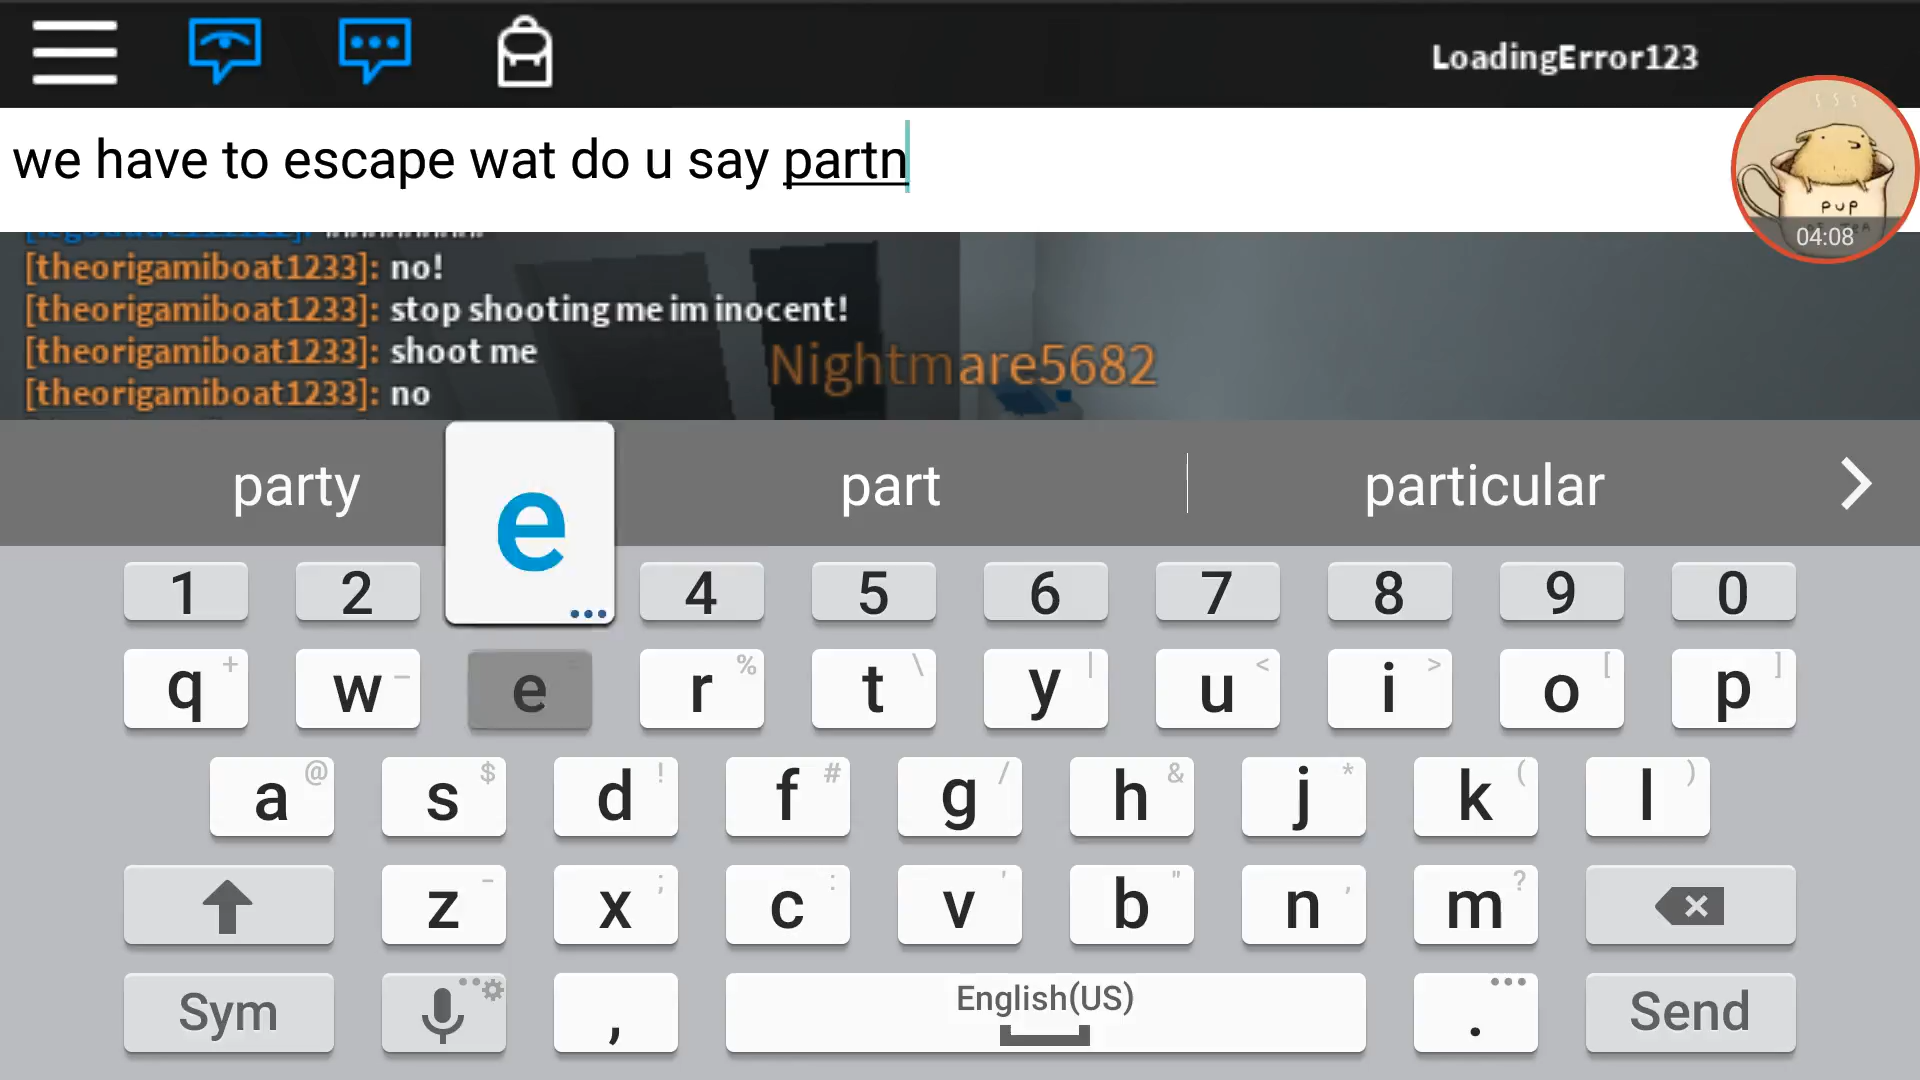 LoadingError123
we have to escape wat do u say partn
PUP
04:08
[theorigamiboat1233]: no!
[theorigamiboat1233]: stop shooting me im inocent!
[theorigamiboat1233]: shoot me
[theorigamiboat1233]: no
Nightmare5682
party part particular
e
1 2 4 5 6 7 8 9 0
q + w _ e r % t \ y | u < i > o [ p ]
a @ s $ d ! f # g / h & j * k ( l )
z - x ; c : v ' b " n , m ?
Sym , English(US) . Send